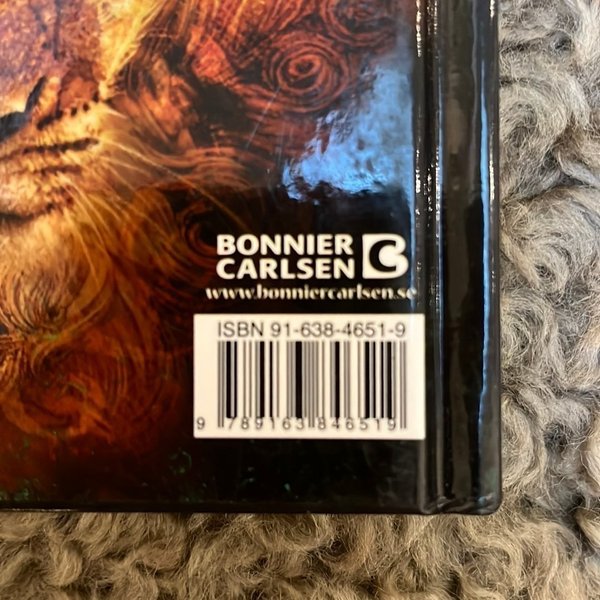 BONNIER
CARLSEN
www.bonniercarlsen.se
ISBN 91-638-4651-9
9 789163 846519